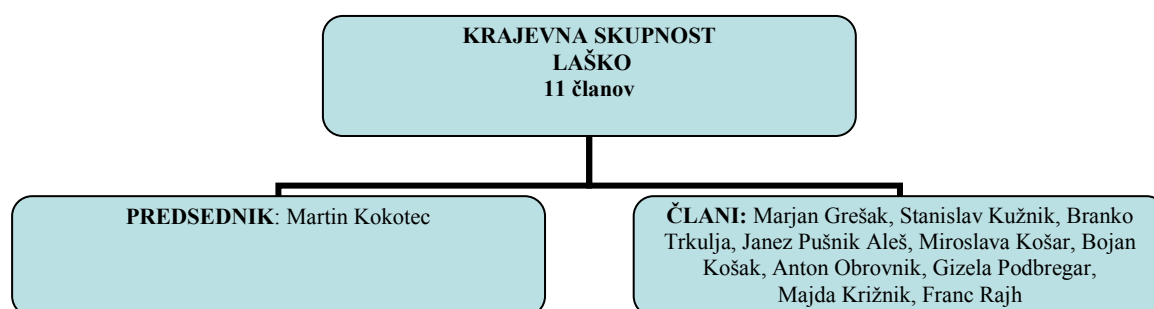 KRAJEVNA SKUPNOST
LAŠKO
11 članov
PREDSEDNIK: Martin Kokotec
ČLANI: Marjan Grešak, Stanislav Kužnik, Branko
Trkulja, Janez Pušnik Aleš, Miroslava Košar, Bojan
Košak, Anton Obrovnik, Gizela Podbregar,
Majda Križnik, Franc Rajh